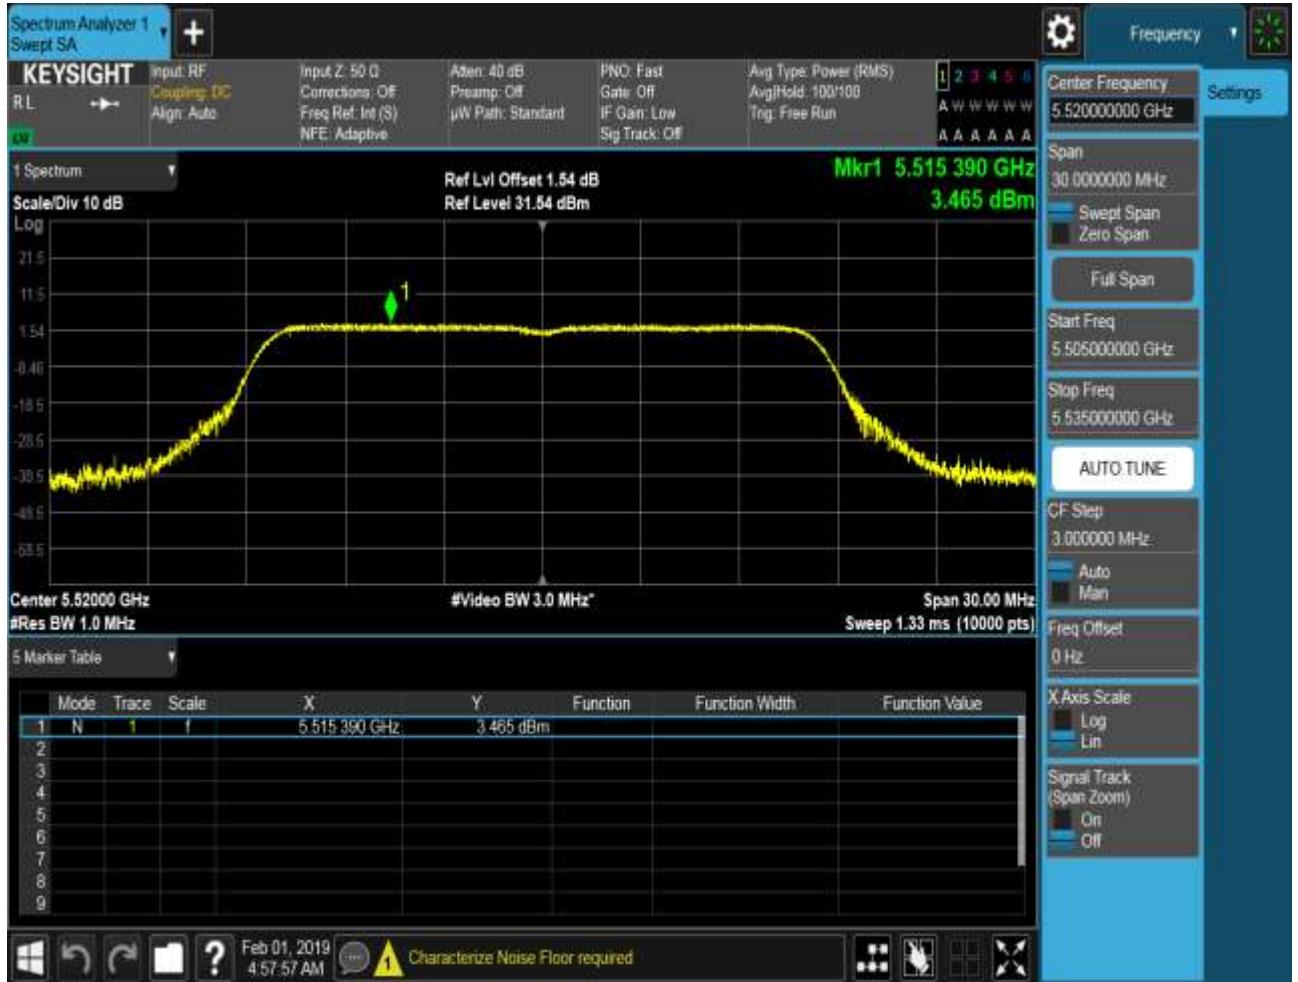 Spectrum Analyzer 1
Swept SA
+
Frequency
KEYSIGHT
RL
Input: RF
Coupling: DC
Align: Auto
Input Z: 50 Ω
Corrections: Off
Freq Ref: Int (S)
NFE: Adaptive
Atten: 40 dB
Preamp: Off
µW Path: Standard
PNO: Fast
Gate: Off
IF Gain: Low
Sig Track: Off
Avg Type: Power (RMS)
Avg|Hold: 100/100
Trig: Free Run
1 2 3 4 5 6
A W W W W W
A A A A A A
1 Spectrum
Scale/Div 10 dB
Ref Lvl Offset 1.54 dB
Ref Level 31.54 dBm
Mkr1 5.515 390 GHz
3.465 dBm
Log
21.5
11.5
1.54
-8.46
-18.5
-28.5
-38.5
-48.5
-58.5
1
Center 5.52000 GHz
#Res BW 1.0 MHz
#Video BW 3.0 MHz*
Span 30.00 MHz
Sweep 1.33 ms (10000 pts)
5 Marker Table
Mode Trace Scale X Y Function Function Width Function Value
1 N 1 f 5.515 390 GHz 3.465 dBm
2
3
4
5
6
7
8
9
Center Frequency
5.520000000 GHz
Settings
Span
30.0000000 MHz
Swept Span
Zero Span
Full Span
Start Freq
5.505000000 GHz
Stop Freq
5.535000000 GHz
AUTO TUNE
CF Step
3.000000 MHz
Auto
Man
Freq Offset
0 Hz
X Axis Scale
Log
Lin
Signal Track
(Span Zoom)
On
Off
?
Feb 01, 2019
4:57:57 AM
1
Characterize Noise Floor required